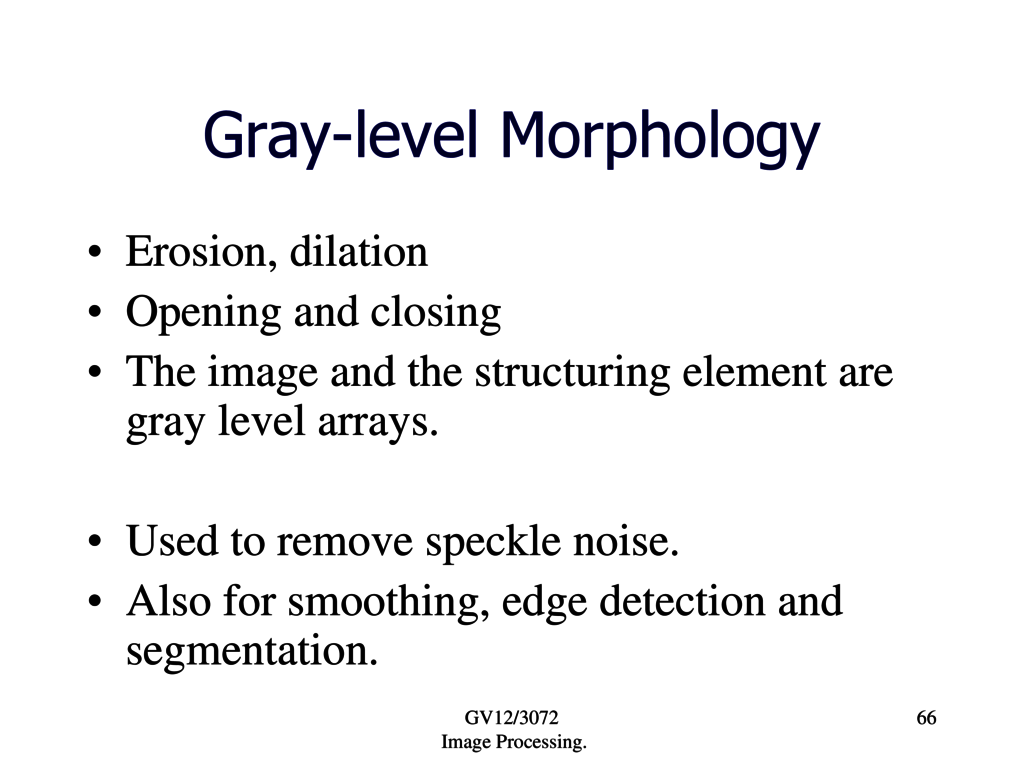 Gray-level Morphology
• Erosion, dilation
• Opening and closing
• The image and the structuring element are
gray level arrays.
• Used to remove speckle noise.
• Also for smoothing, edge detection and
segmentation.
GV12/3072
Image Processing.
66